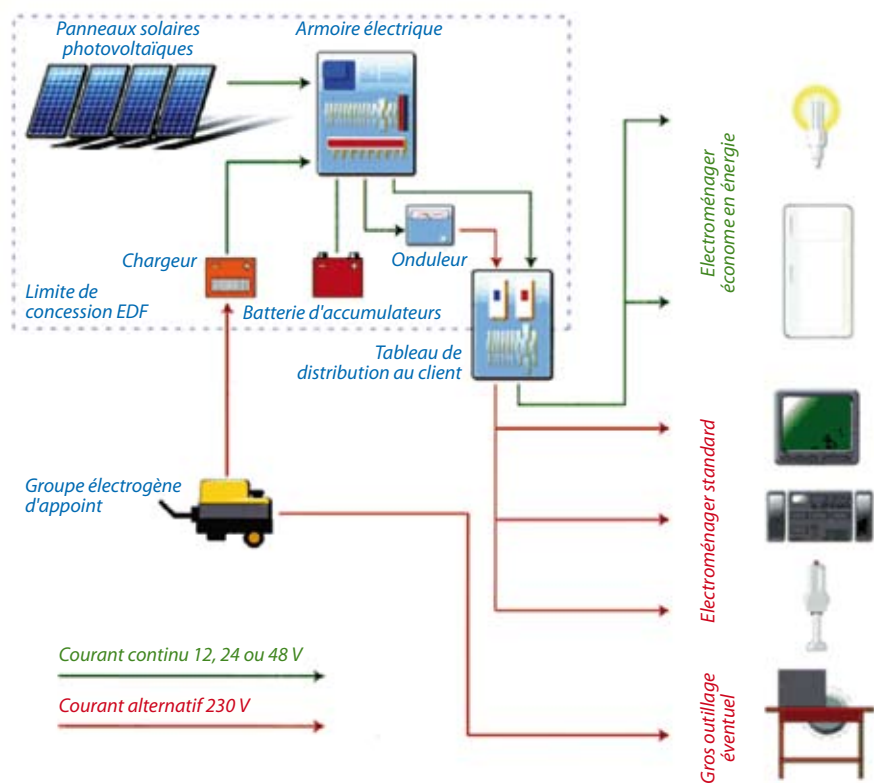 Panneaux solaires
photovoltaïques
Armoire électrique
Chargeur
Onduleur
Limite de
concession EDF
Batterie d'accumulateurs
Tableau de
distribution au client
Groupe électrogène
d'appoint
Electroménager
économe en énergie
Electroménager standard
Gros outillage
éventuel
Courant continu 12, 24 ou 48 V
Courant alternatif 230 V